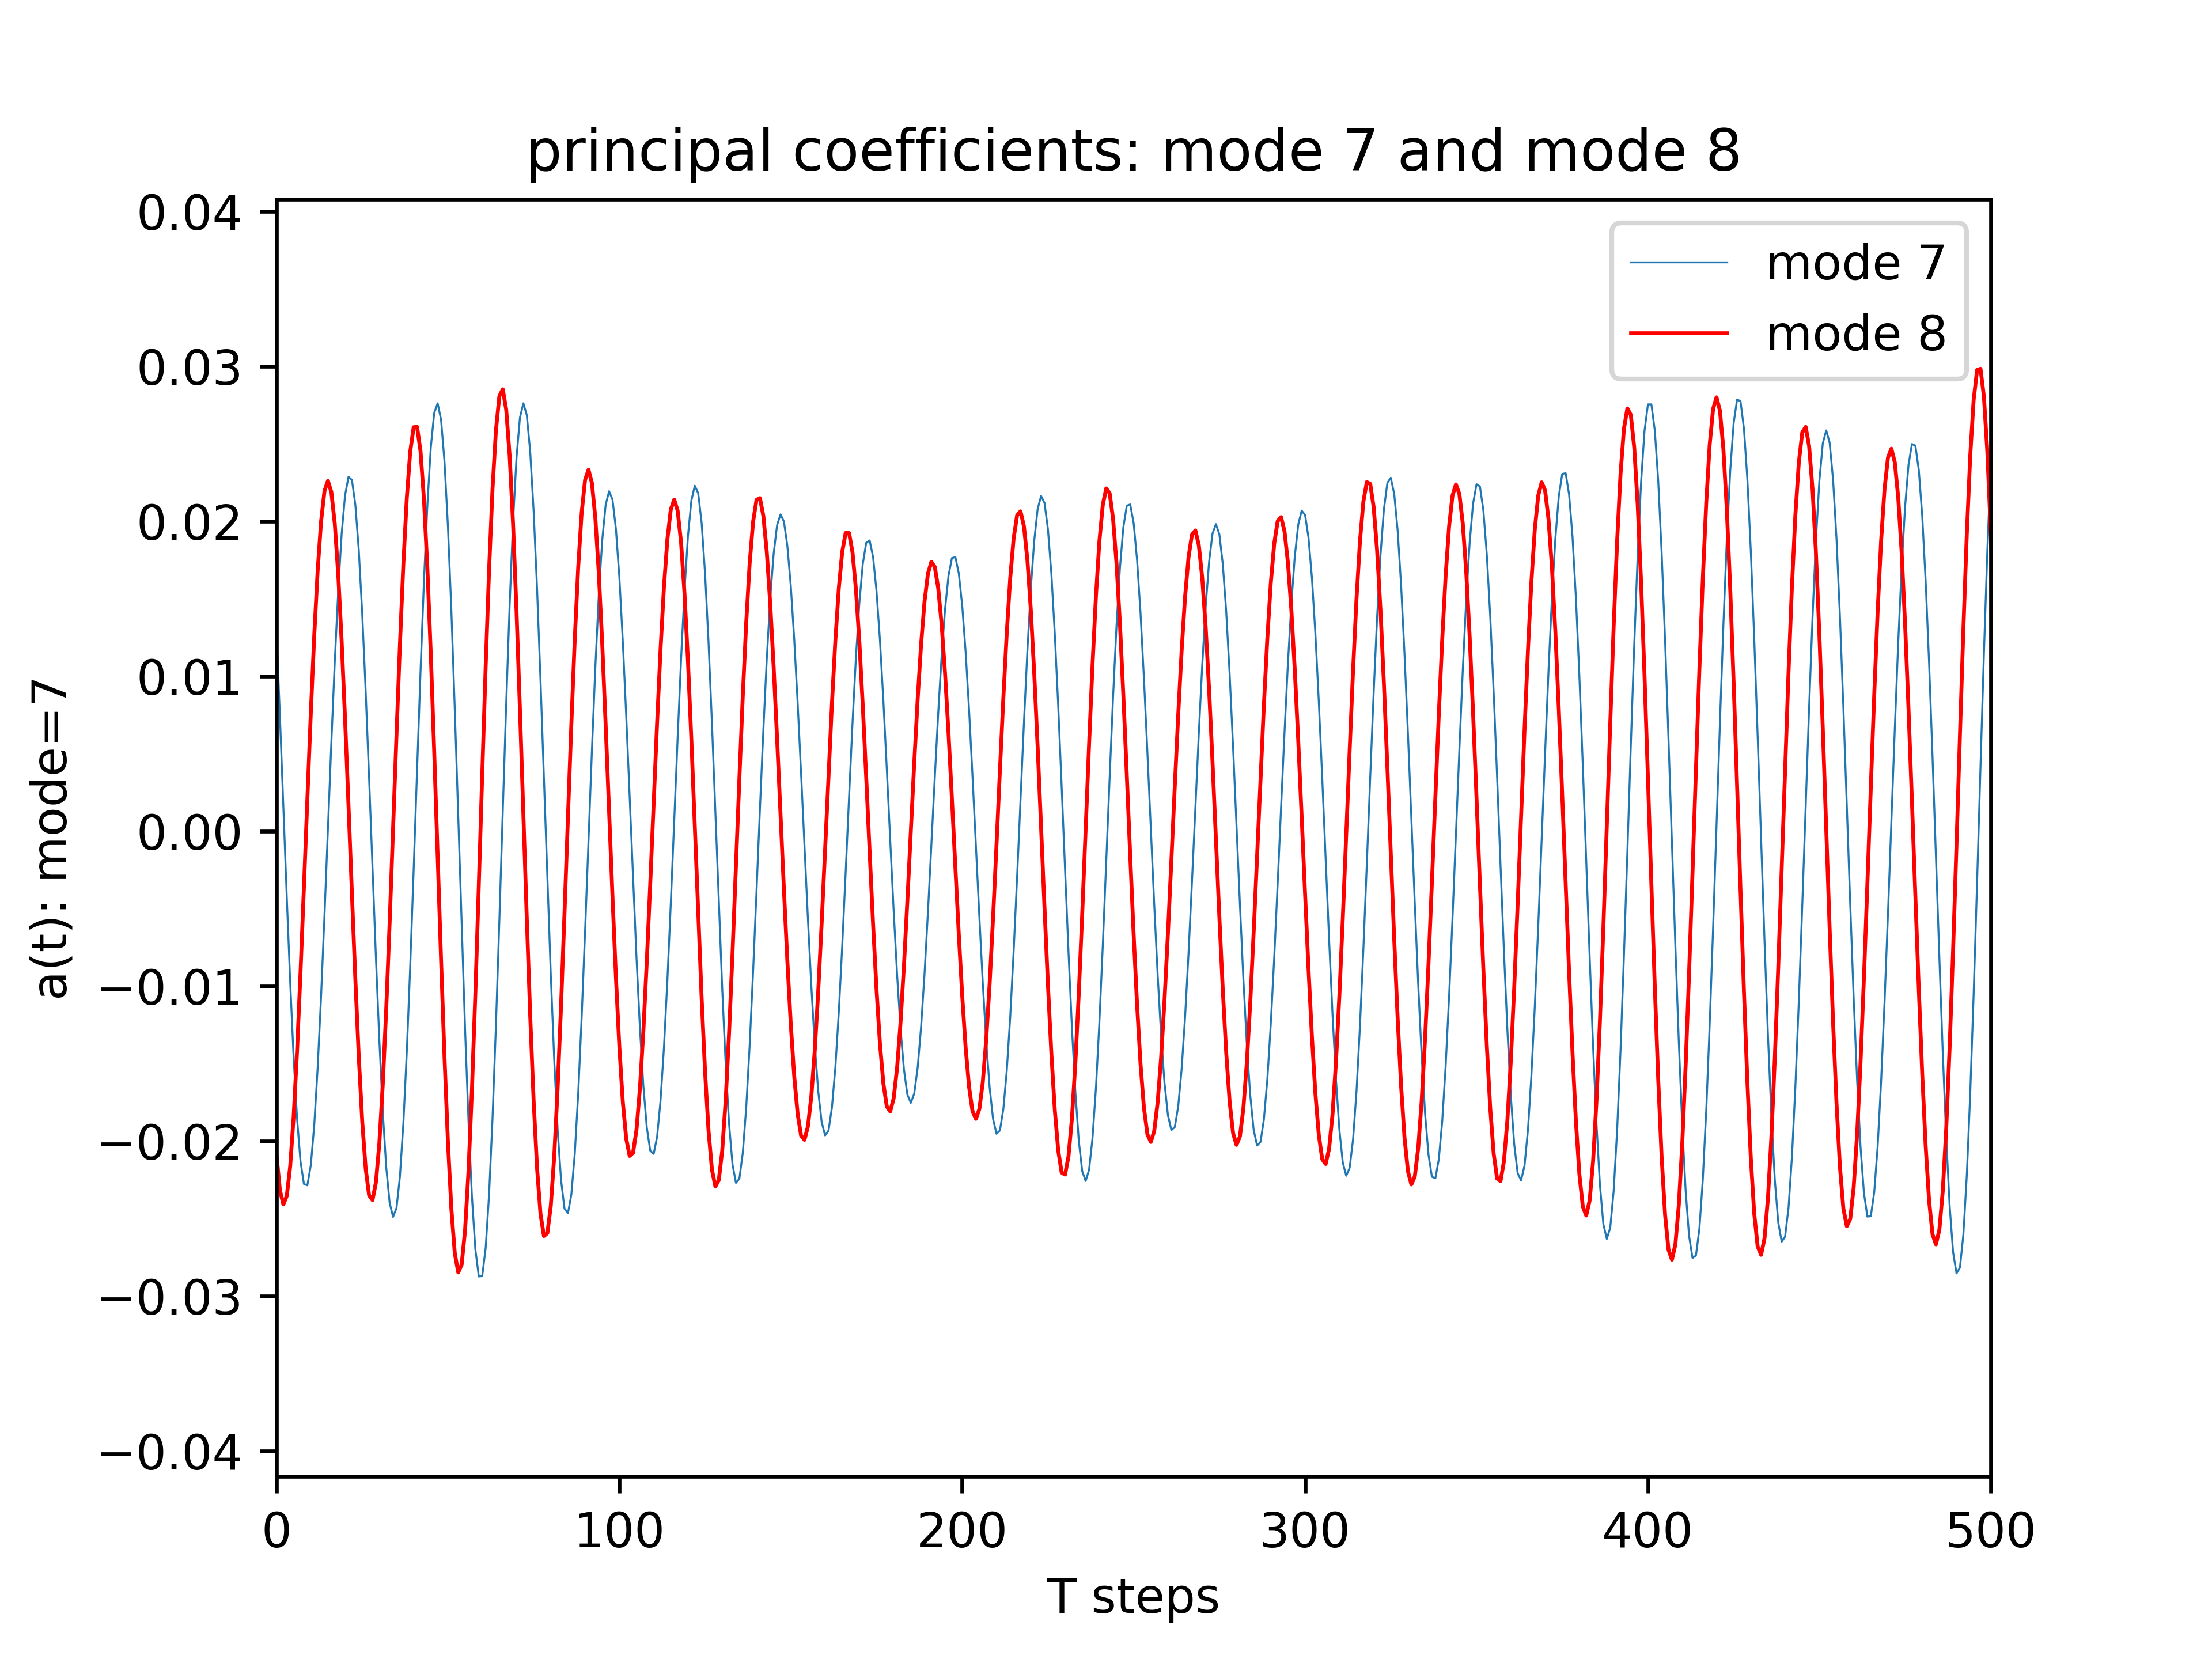 principal coefficients: mode 7 and mode 8
mode 7
mode 8
0.04
0.03
0.02
0.01
0.00
−0.01
−0.02
−0.03
−0.04
a(t): mode=7
0 100 200 300 400 500
T steps